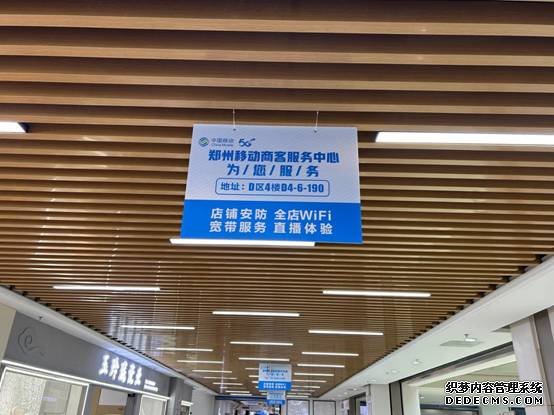 中国移动 5G
China Mobile
郑州移动商客服务中心
为/您/服/务
地址：D区4楼D4-6-190
店铺安防 全店WiFi
宽带服务 直播体验
织梦内容管理系统
DEDECMS.COM